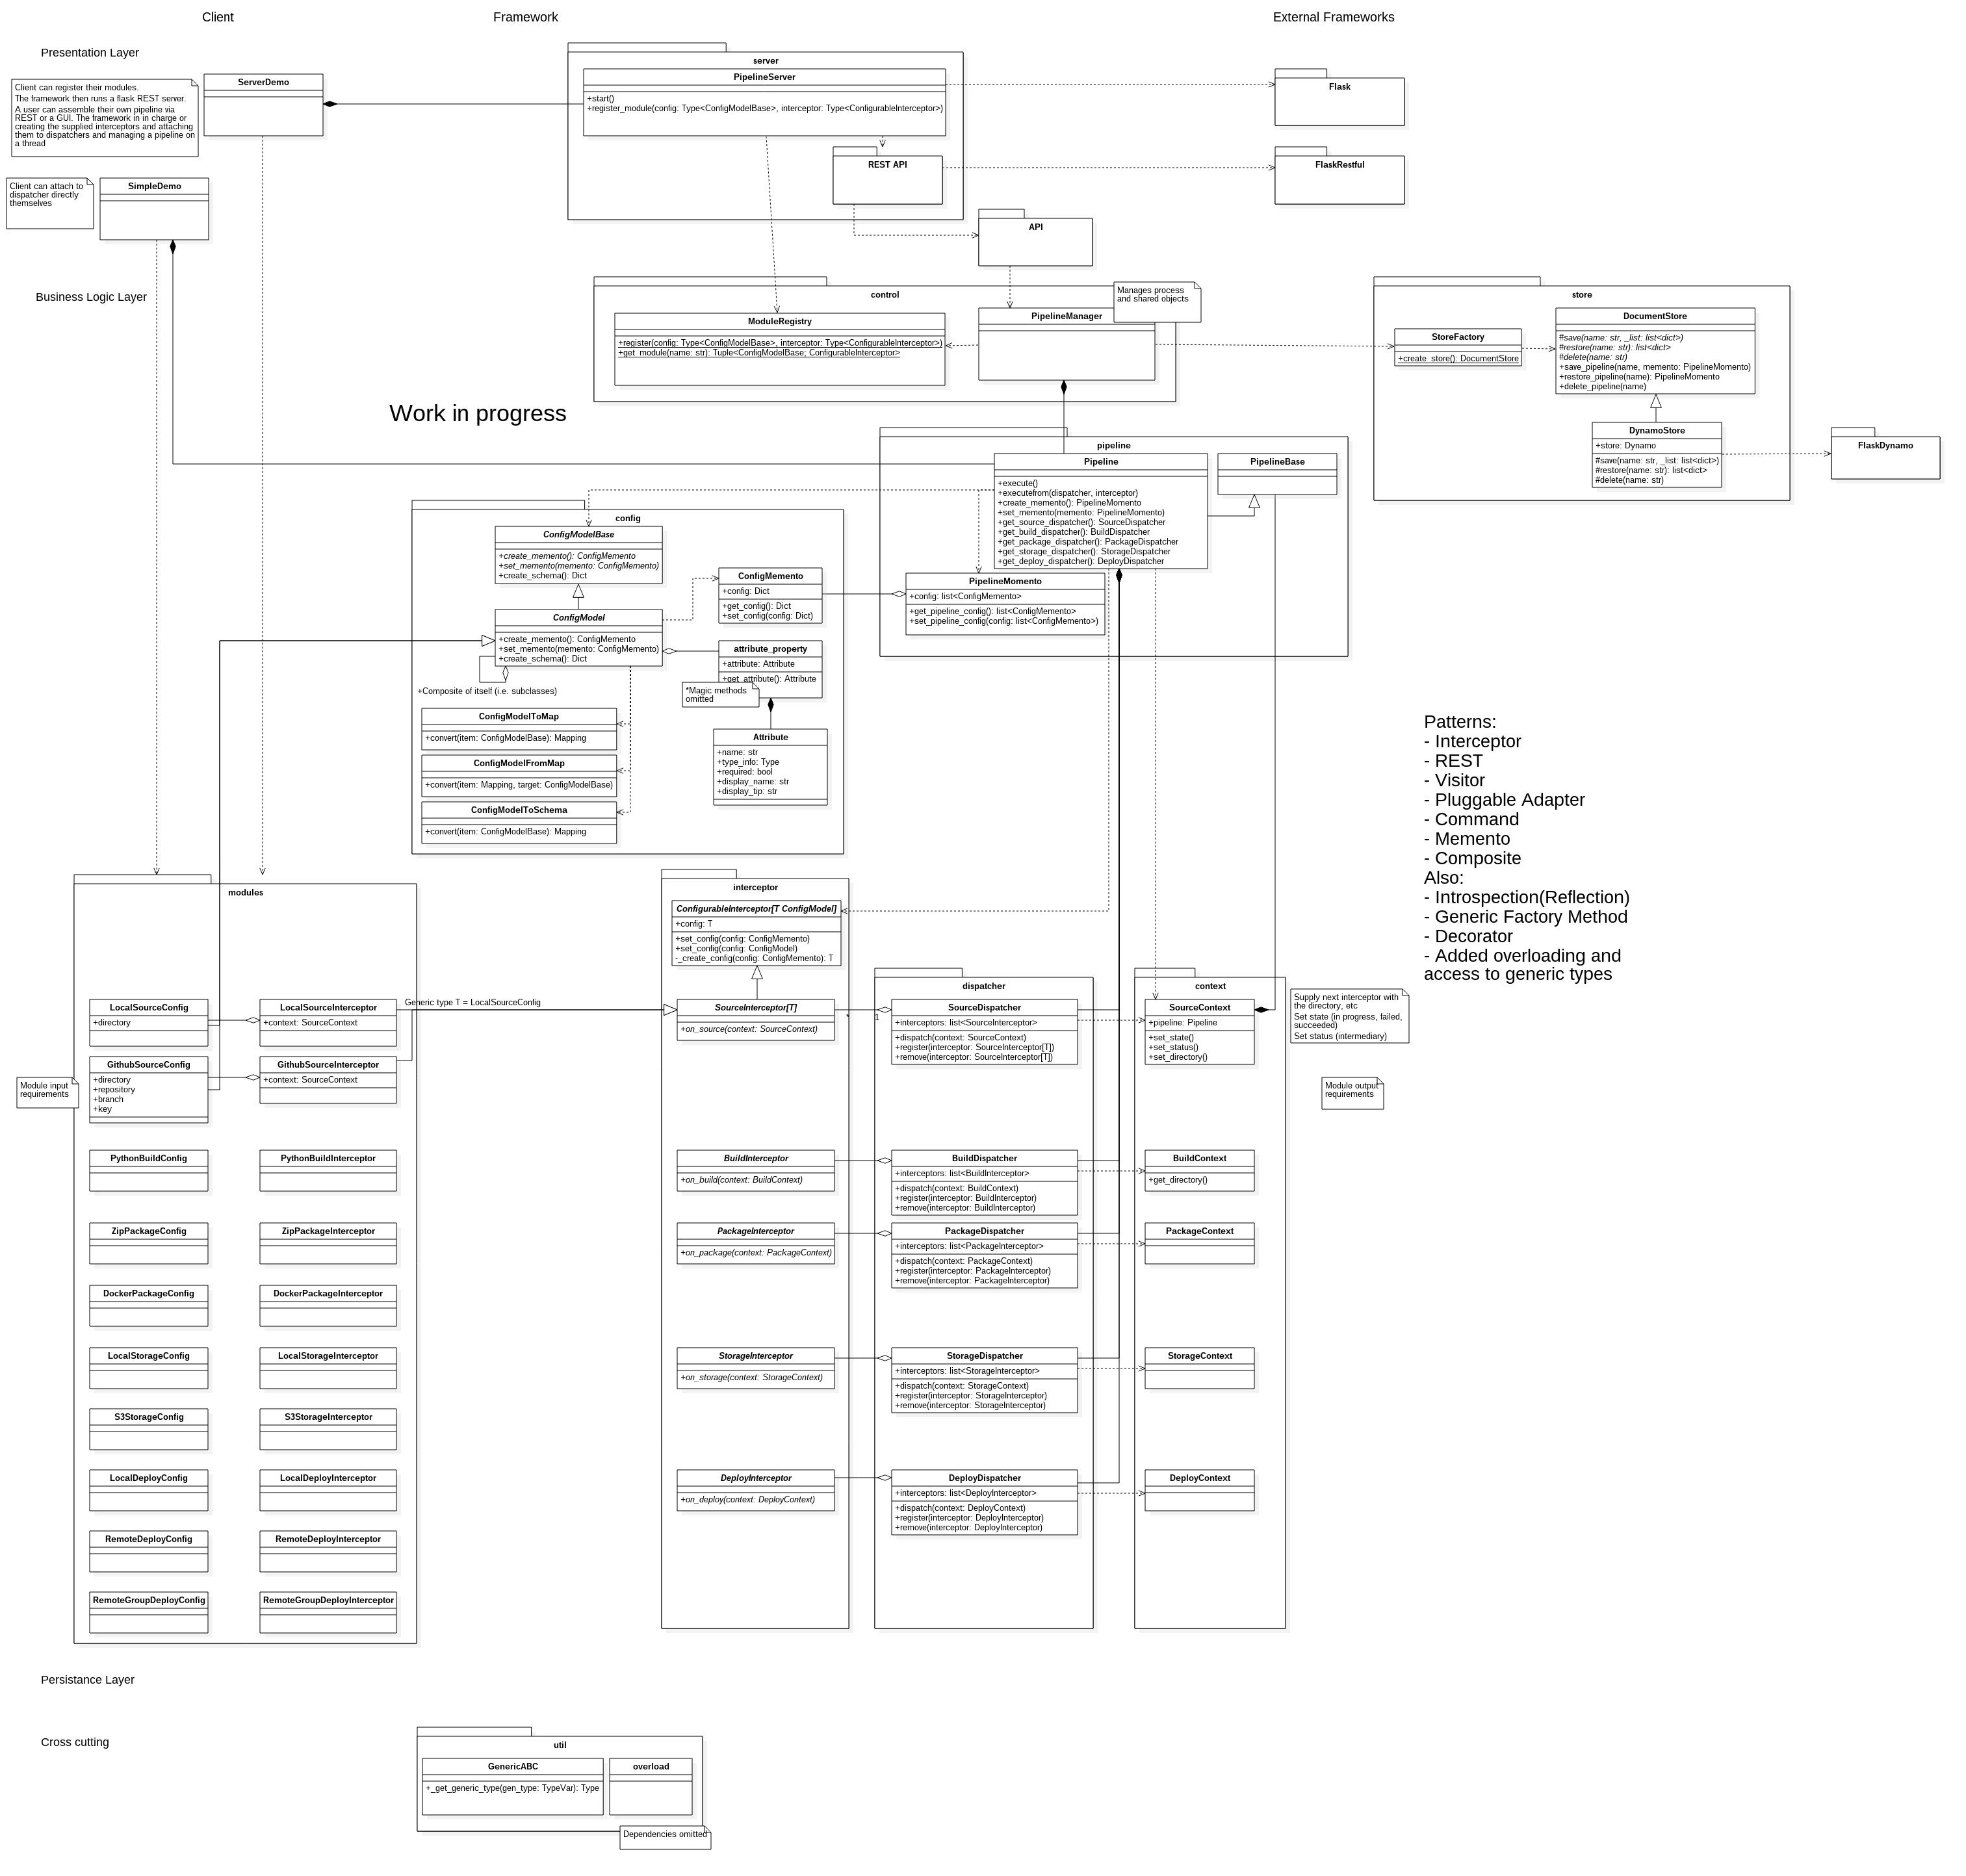 Client
Framework
External Frameworks
Presentation Layer
Client can register their modules.
The framework then runs a flask REST server.
A user can assemble their own pipeline via
REST or a GUI. The framework in in charge or
creating the supplied interceptors and attaching
them to dispatchers and managing a pipeline on
a thread
ServerDemo
server
PipelineServer
+start()
+register_module(config: Type<ConfigModelBase>, interceptor: Type<ConfigurableInterceptor>)
REST API
Flask
FlaskRestful
Client can attach to
dispatcher directly
themselves
SimpleDemo
API
Business Logic Layer
control
ModuleRegistry
+register(config: Type<ConfigModelBase>, interceptor: Type<ConfigurableInterceptor>)
+get_module(name: str): Tuple<ConfigModelBase; ConfigurableInterceptor>
PipelineManager
Manages process
and shared objects
store
StoreFactory
+create_store(): DocumentStore
DocumentStore
#save(name: str, _list: list<dict>)
#restore(name: str): list<dict>
#delete(name: str)
+save_pipeline(name, memento: PipelineMomento)
+restore_pipeline(name): PipelineMomento
+delete_pipeline(name)
DynamoStore
+store: Dynamo
#save(name: str, _list: list<dict>)
#restore(name: str): list<dict>
#delete(name: str)
FlaskDynamo
Work in progress
pipeline
Pipeline
+execute()
+executefrom(dispatcher, interceptor)
+create_memento(): PipelineMomento
+set_memento(memento: PipelineMomento)
+get_source_dispatcher(): SourceDispatcher
+get_build_dispatcher(): BuildDispatcher
+get_package_dispatcher(): PackageDispatcher
+get_storage_dispatcher(): StorageDispatcher
+get_deploy_dispatcher(): DeployDispatcher
PipelineBase
PipelineMomento
+config: list<ConfigMemento>
+get_pipeline_config(): list<ConfigMemento>
+set_pipeline_config(config: list<ConfigMemento>)
config
ConfigModelBase
+create_memento(): ConfigMemento
+set_memento(memento: ConfigMemento)
+create_schema(): Dict
ConfigMemento
+config: Dict
+get_config(): Dict
+set_config(config: Dict)
ConfigModel
+create_memento(): ConfigMemento
+set_memento(memento: ConfigMemento)
+create_schema(): Dict
+Composite of itself (i.e. subclasses)
attribute_property
+attribute: Attribute
+get_attribute(): Attribute
*Magic methods
omitted
Attribute
+name: str
+type_info: Type
+required: bool
+display_name: str
+display_tip: str
ConfigModelToMap
+convert(item: ConfigModelBase): Mapping
ConfigModelFromMap
+convert(item: Mapping, target: ConfigModelBase)
ConfigModelToSchema
+convert(item: ConfigModelBase): Mapping
Patterns:
- Interceptor
- REST
- Visitor
- Pluggable Adapter
- Command
- Memento
- Composite
Also:
- Introspection(Reflection)
- Generic Factory Method
- Decorator
- Added overloading and
access to generic types
modules
LocalSourceConfig
+directory
LocalSourceInterceptor
+context: SourceContext
GithubSourceConfig
+directory
+repository
+branch
+key
GithubSourceInterceptor
+context: SourceContext
Module input
requirements
PythonBuildConfig
PythonBuildInterceptor
ZipPackageConfig
ZipPackageInterceptor
DockerPackageConfig
DockerPackageInterceptor
LocalStorageConfig
LocalStorageInterceptor
S3StorageConfig
S3StorageInterceptor
LocalDeployConfig
LocalDeployInterceptor
RemoteDeployConfig
RemoteDeployInterceptor
RemoteGroupDeployConfig
RemoteGroupDeployInterceptor
Generic type T = LocalSourceConfig
interceptor
ConfigurableInterceptor[T ConfigModel]
+config: T
+set_config(config: ConfigMemento)
+set_config(config: ConfigModel)
-_create_config(config: ConfigMemento): T
SourceInterceptor[T]
+on_source(context: SourceContext)
*
1
BuildInterceptor
+on_build(context: BuildContext)
PackageInterceptor
+on_package(context: PackageContext)
StorageInterceptor
+on_storage(context: StorageContext)
DeployInterceptor
+on_deploy(context: DeployContext)
dispatcher
SourceDispatcher
+interceptors: list<SourceInterceptor>
+dispatch(context: SourceContext)
+register(interceptor: SourceInterceptor[T])
+remove(interceptor: SourceInterceptor[T])
BuildDispatcher
+interceptors: list<BuildInterceptor>
+dispatch(context: BuildContext)
+register(interceptor: BuildInterceptor)
+remove(interceptor: BuildInterceptor)
PackageDispatcher
+interceptors: list<PackageInterceptor>
+dispatch(context: PackageContext)
+register(interceptor: PackageInterceptor)
+remove(interceptor: PackageInterceptor)
StorageDispatcher
+interceptors: list<StorageInterceptor>
+dispatch(context: StorageContext)
+register(interceptor: StorageInterceptor)
+remove(interceptor: StorageInterceptor)
DeployDispatcher
+interceptors: list<DeployInterceptor>
+dispatch(context: DeployContext)
+register(interceptor: DeployInterceptor)
+remove(interceptor: DeployInterceptor)
context
SourceContext
+pipeline: Pipeline
+set_state()
+set_status()
+set_directory()
BuildContext
+get_directory()
PackageContext
StorageContext
DeployContext
Supply next interceptor with
the directory, etc
Set state (in progress, failed,
succeeded)
Set status (intermediary)
Module output
requirements
Persistance Layer
Cross cutting
util
GenericABC
+_get_generic_type(gen_type: TypeVar): Type
overload
Dependencies omitted